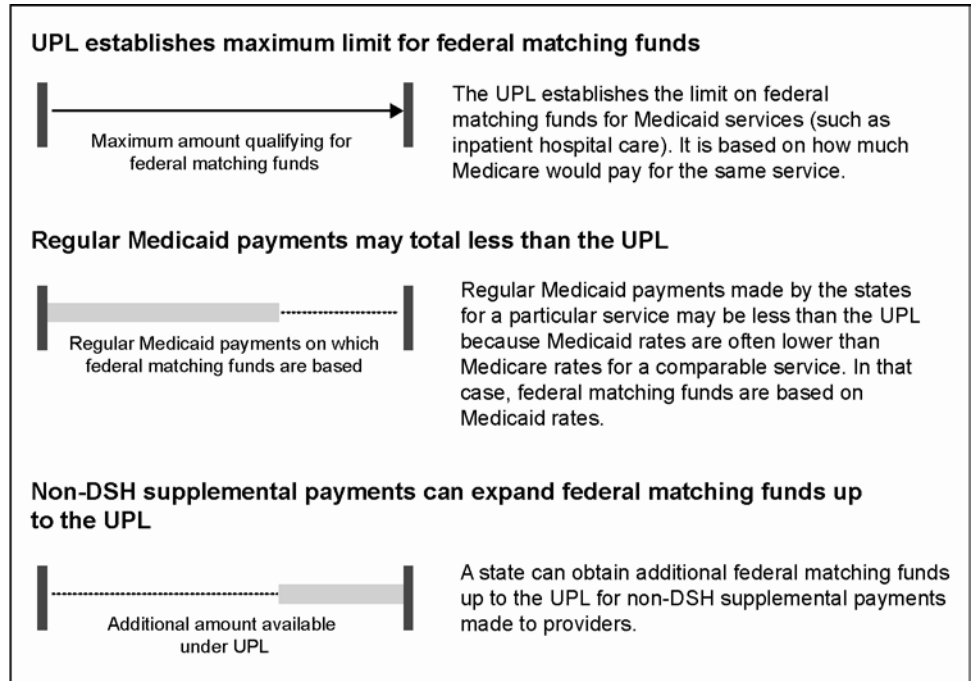 UPL establishes maximum limit for federal matching funds
Maximum amount qualifying for
federal matching funds
The UPL establishes the limit on federal
matching funds for Medicaid services (such as
inpatient hospital care). It is based on how much
Medicare would pay for the same service.
Regular Medicaid payments may total less than the UPL
Regular Medicaid payments on which
federal matching funds are based
Regular Medicaid payments made by the states
for a particular service may be less than the UPL
because Medicaid rates are often lower than
Medicare rates for a comparable service. In that
case, federal matching funds are based on
Medicaid rates.
Non-DSH supplemental payments can expand federal matching funds up
to the UPL
Additional amount available
under UPL
A state can obtain additional federal matching funds
up to the UPL for non-DSH supplemental payments
made to providers.